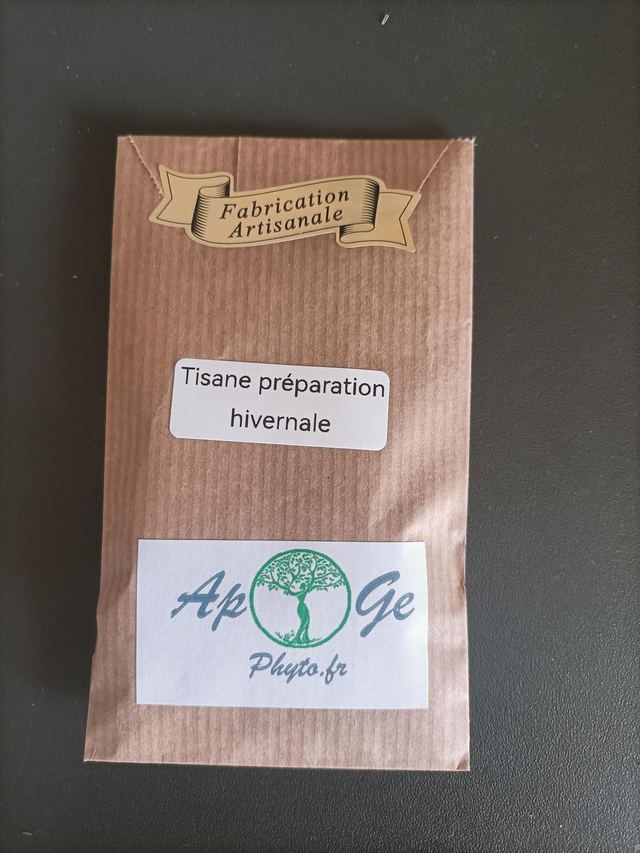 Fabrication
Artisanale
Tisane préparation
hivernale
Ap Ge
Phyto.fr